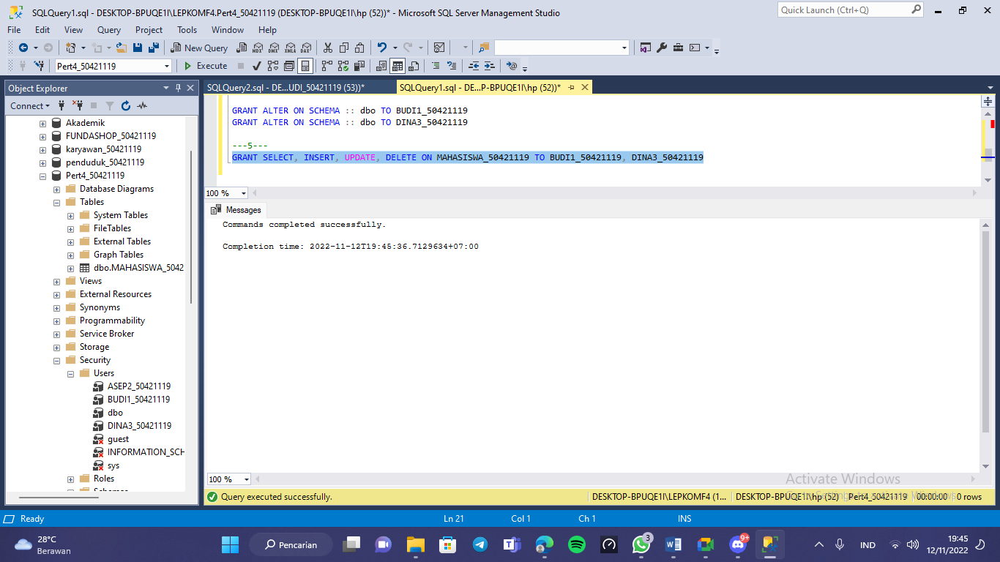 SQLQuery1.sql - DESKTOP-BPUQE1I\LEPKOMF4.Pert4_50421119 (DESKTOP-BPUQE1I\hp (52))* - Microsoft SQL Server Management Studio
Quick Launch (Ctrl+Q)
File Edit View Query Project Tools Window Help
New Query MDX DMX XMLA DAX
Pert4_50421119 Execute
Object Explorer
SQLQuery2.sql - DE...UDI_50421119 (53))*
SQLQuery1.sql - DE...P-BPUQE1I\hp (52))*
Connect
Akademik
FUNDASHOP_50421119
karyawan_50421119
penduduk_50421119
Pert4_50421119
Database Diagrams
Tables
System Tables
FileTables
External Tables
Graph Tables
dbo.MAHASISWA_5042
Views
External Resources
Synonyms
Programmability
Service Broker
Storage
Security
Users
ASEP2_50421119
BUDI1_50421119
dbo
DINA3_50421119
guest
INFORMATION_SCH
sys
Roles
GRANT ALTER ON SCHEMA :: dbo TO BUDI1_50421119
GRANT ALTER ON SCHEMA :: dbo TO DINA3_50421119
---5---
GRANT SELECT, INSERT, UPDATE, DELETE ON MAHASISWA_50421119 TO BUDI1_50421119, DINA3_50421119
100 %
Messages
Commands completed successfully.
Completion time: 2022-11-12T19:45:36.7129634+07:00
100 %
Activate Windows
Query executed successfully.
DESKTOP-BPUQE1I\LEPKOMF4 (1... DESKTOP-BPUQE1I\hp (52) Pert4_50421119 00:00:00 0 rows
Ready
Ln 21 Col 1 Ch 1 INS
28°C
Berawan
Pencarian
3
9+
IND
19:45
12/11/2022